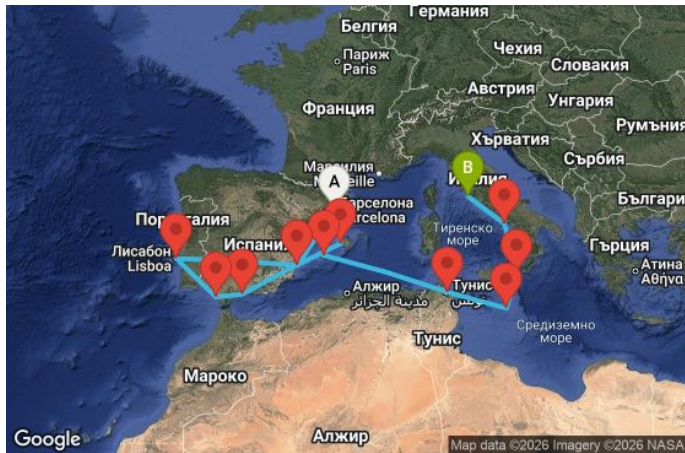 Германия
Белгия
Париж
Paris
Чехия
Словакия
Австрия
Франция
Унгария
Румъния
Хърватия
Сърбия
Марсилия
Италия
A
B
Барселона
Barcelona
България
Португалия
Испания
Лисабон
Lisboa
Тиренско
море
Гърция
Атина
Αθήνα
Алжир
مدينة الجزائر
Тунис
تونس
Тунис
Средиземно
море
Мароко
Алжир
Google
Map data ©2026 Imagery ©2026 NASA